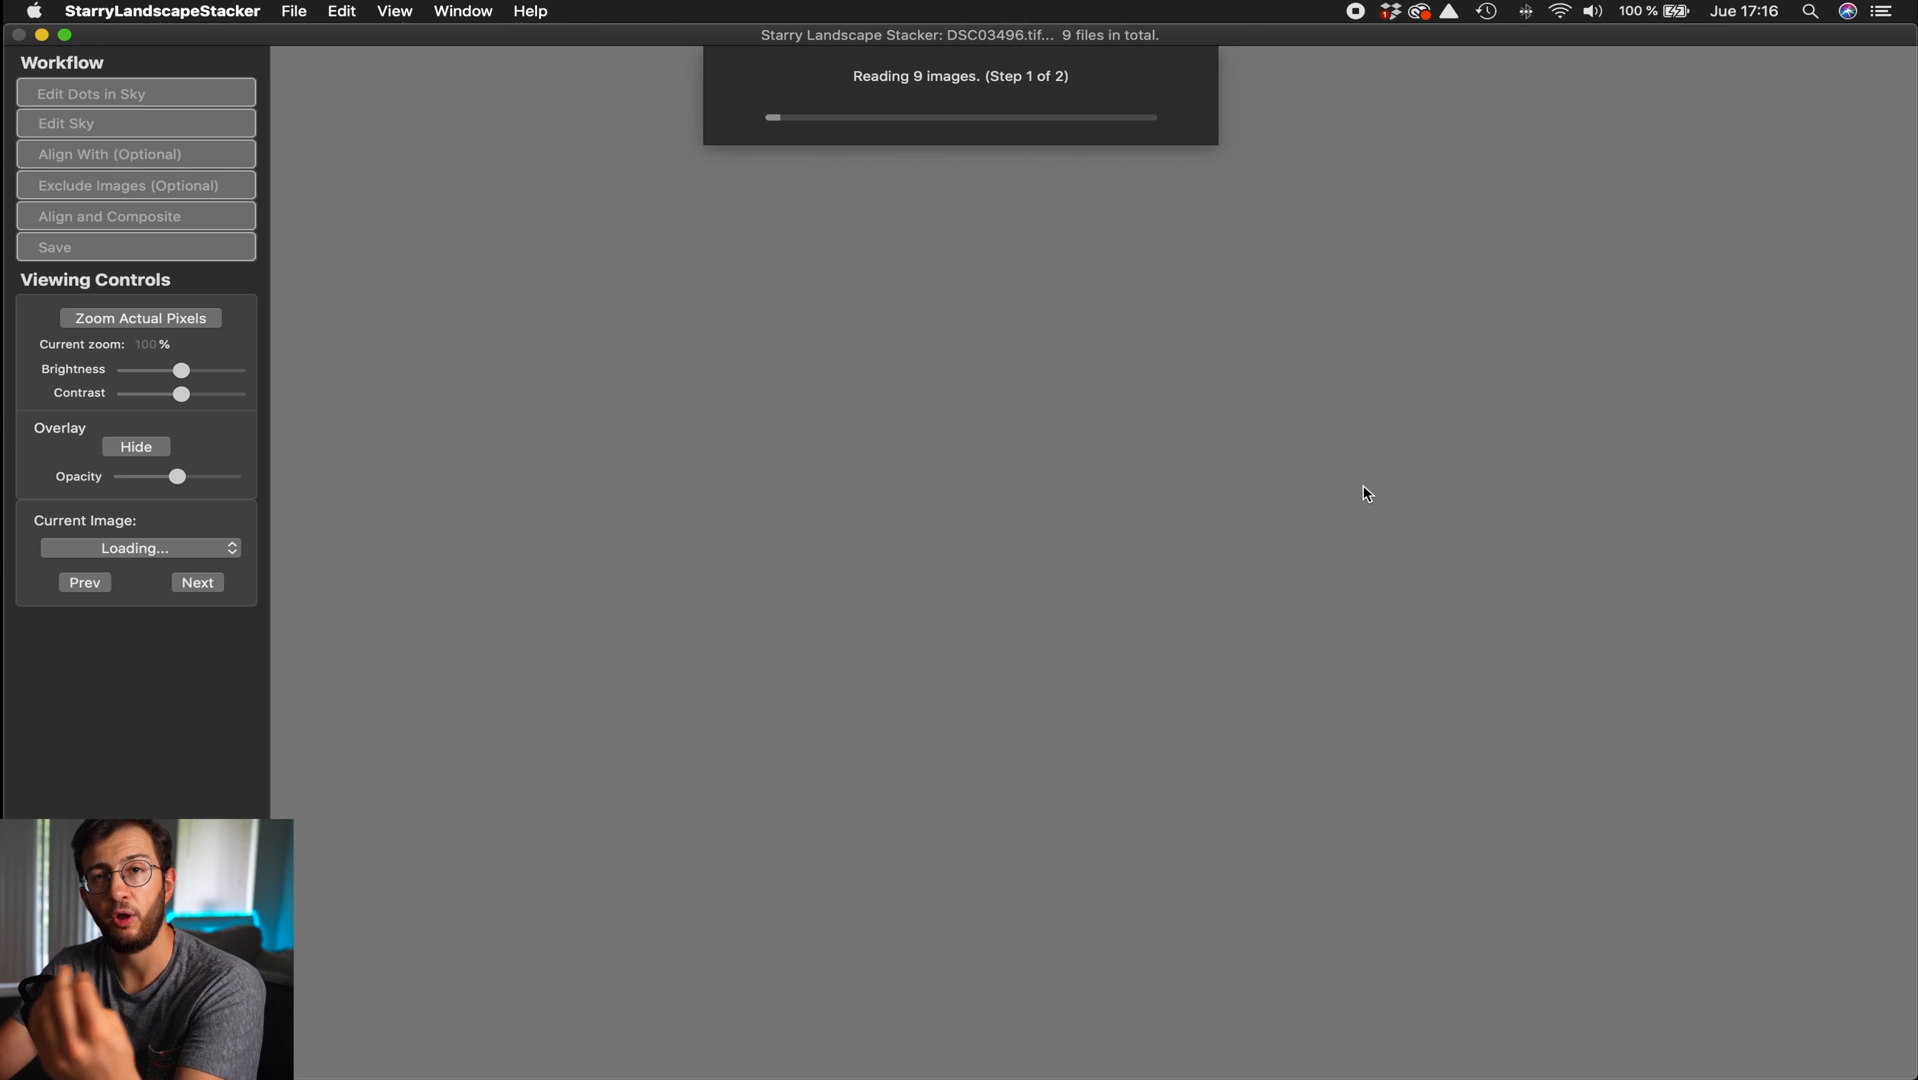 StarryLandscapeStacker File Edit View Window Help
1 100 % Jue 17:16
Starry Landscape Stacker: DSC03496.tif... 9 files in total.
Workflow
Edit Dots in Sky
Edit Sky
Align With (Optional)
Exclude Images (Optional)
Align and Composite
Save
Reading 9 images. (Step 1 of 2)
Viewing Controls
Zoom Actual Pixels
Current zoom: 100 %
Brightness
Contrast
Overlay
Hide
Opacity
Current Image:
Loading...
Prev Next